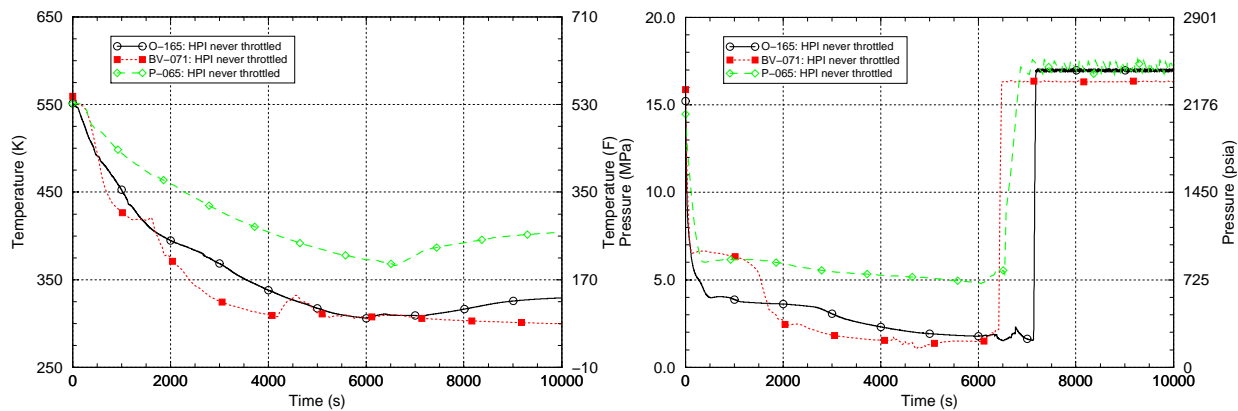 O−165: HPI never throttled
BV−071: HPI never throttled
P−065: HPI never throttled
650
550
450
350
250
710
530
350
170
−10
Temperature (K)
Temperature (F)
0
2000
4000
6000
8000
10000
Time (s)
O−165: HPI never throttled
BV−071: HPI never throttled
P−065: HPI never throttled
20.0
15.0
10.0
5.0
0.0
2901
2176
1450
725
0
Pressure (MPa)
Pressure (psia)
0
2000
4000
6000
8000
10000
Time (s)